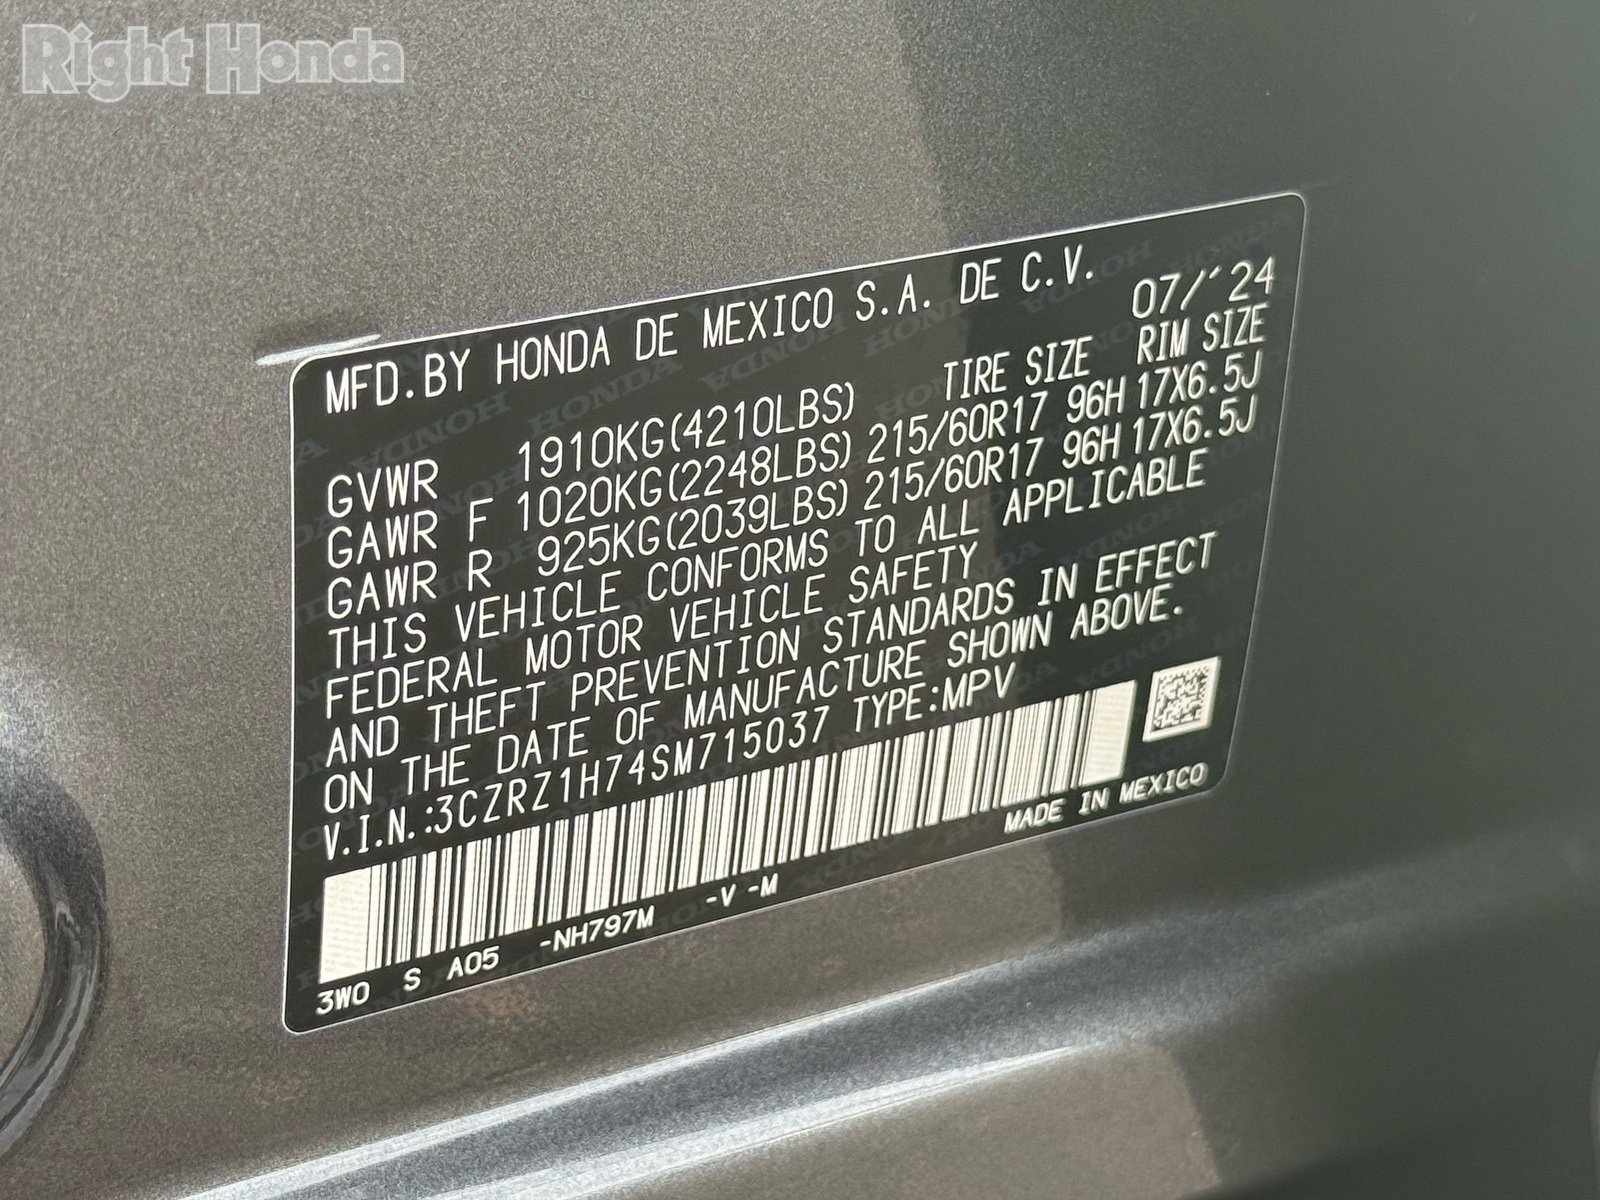 Right Honda
MFD.BY HONDA DE MEXICO S.A. DE C.V. 07/'24
TIRE SIZE RIM SIZE
GVWR 1910KG(4210LBS)
GAWR F 1020KG(2248LBS) 215/60R17 96H 17X6.5J
GAWR R 925KG(2039LBS) 215/60R17 96H 17X6.5J
THIS VEHICLE CONFORMS TO ALL APPLICABLE
FEDERAL MOTOR VEHICLE SAFETY
AND THEFT PREVENTION STANDARDS IN EFFECT
ON THE DATE OF MANUFACTURE SHOWN ABOVE.
V.I.N.:3CZRZ1H74SM715037 TYPE:MPV
MADE IN MEXICO
3W0 S A05 -NH797M -V -M